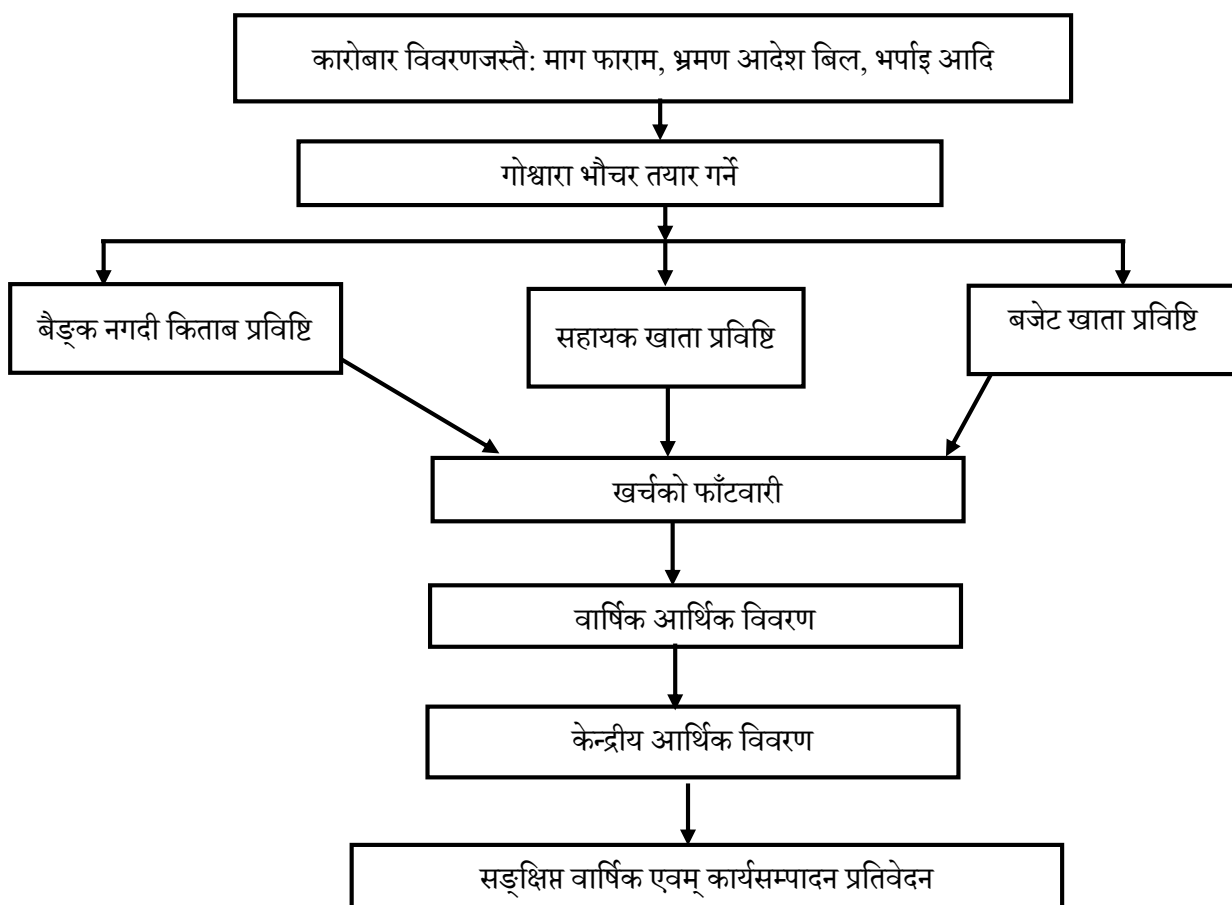 कारोबार विवरणजस्तै: माग फाराम, भ्रमण आदेश बिल, भर्पाइ आदि
गोश्वारा भौचर तयार गर्ने
बैङ्क नगदी किताब प्रविष्टि
सहायक खाता प्रविष्टि
बजेट खाता प्रविष्टि
खर्चको फाँटवारी
वार्षिक आर्थिक विवरण
केन्द्रीय आर्थिक विवरण
सङ्क्षिप्त वार्षिक एवम् कार्यसम्पादन प्रतिवेदन